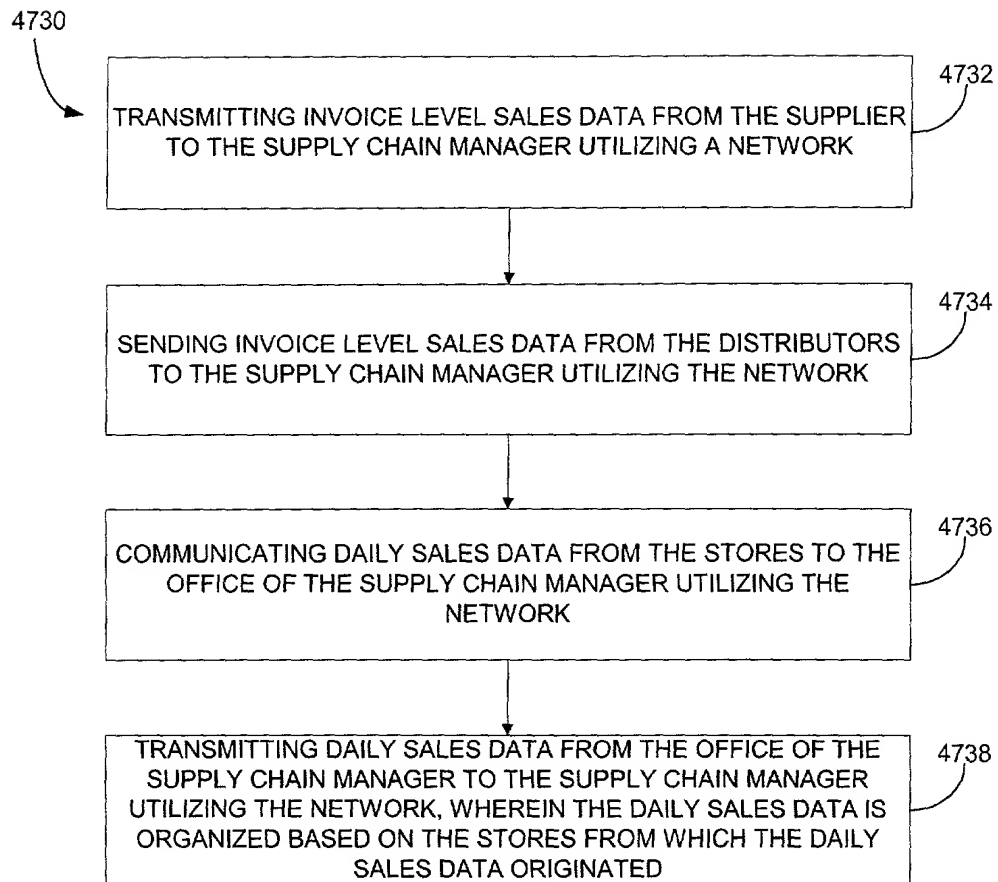 4730
4732
TRANSMITTING INVOICE LEVEL SALES DATA FROM THE SUPPLIER
TO THE SUPPLY CHAIN MANAGER UTILIZING A NETWORK
4734
SENDING INVOICE LEVEL SALES DATA FROM THE DISTRIBUTORS
TO THE SUPPLY CHAIN MANAGER UTILIZING THE NETWORK
4736
COMMUNICATING DAILY SALES DATA FROM THE STORES TO THE
OFFICE OF THE SUPPLY CHAIN MANAGER UTILIZING THE
NETWORK
4738
TRANSMITTING DAILY SALES DATA FROM THE OFFICE OF THE
SUPPLY CHAIN MANAGER TO THE SUPPLY CHAIN MANAGER
UTILIZING THE NETWORK, WHEREIN THE DAILY SALES DATA IS
ORGANIZED BASED ON THE STORES FROM WHICH THE DAILY
SALES DATA ORIGINATED